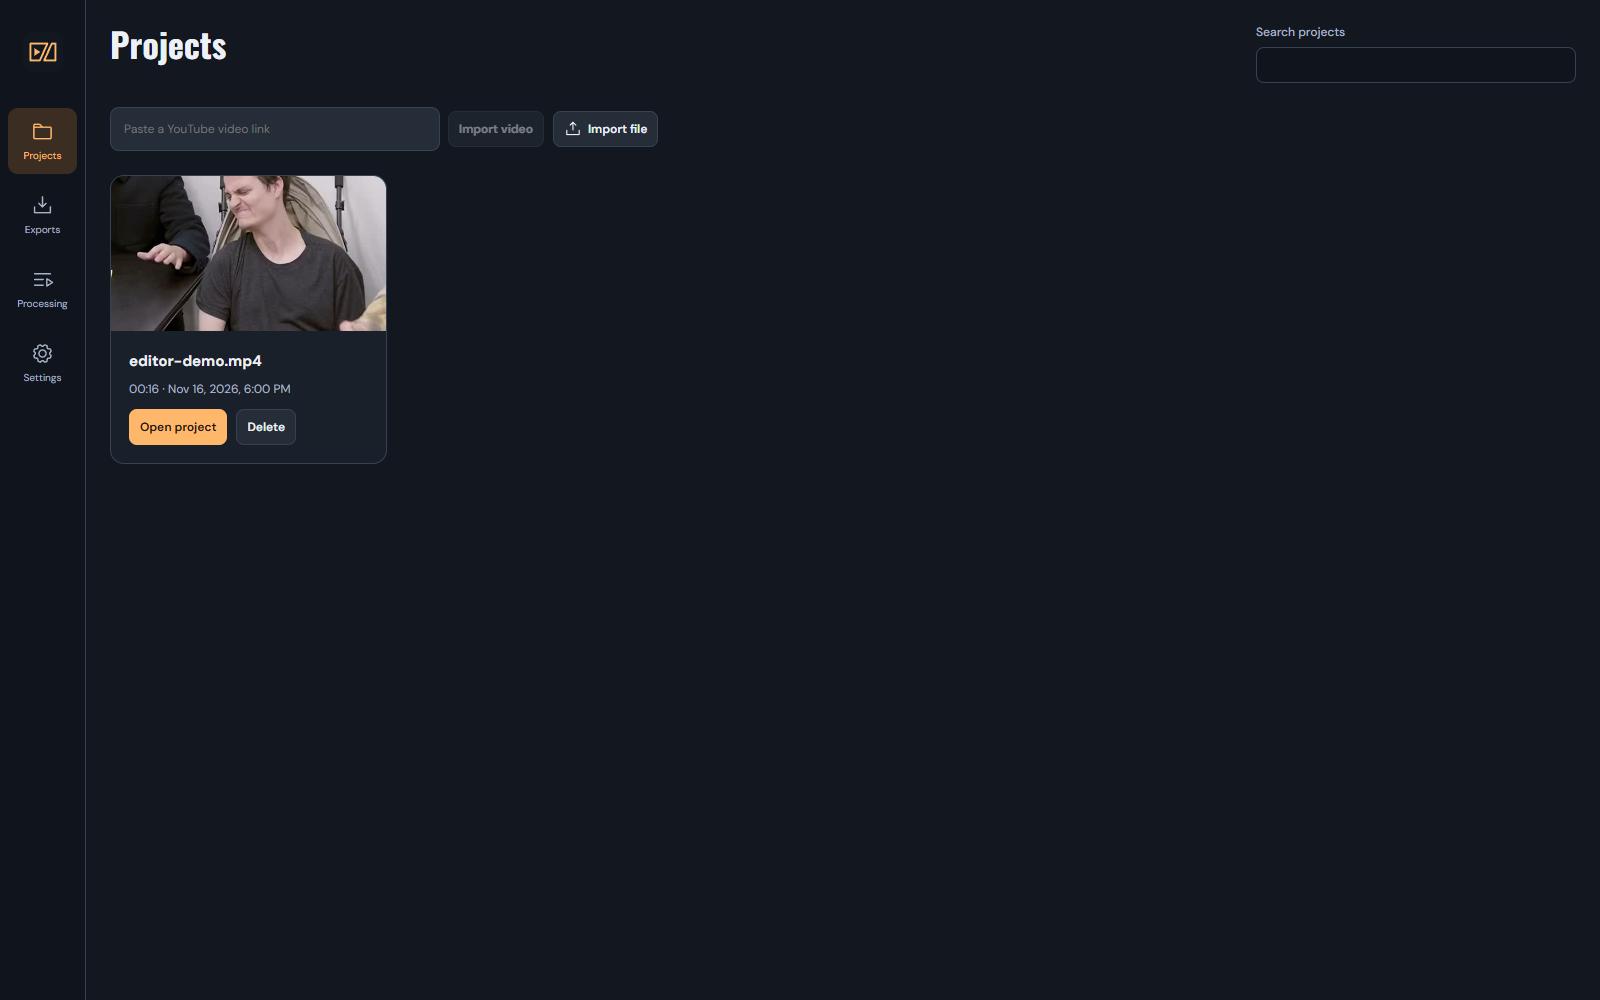 Projects
Search projects
Paste a YouTube video link
Import video
Import file
Projects
Exports
Processing
Settings
editor-demo.mp4
00:16 · Nov 16, 2026, 6:00 PM
Open project
Delete